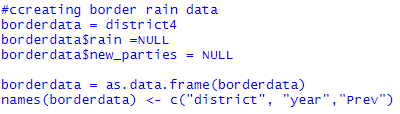 #ccreating border rain data
borderdata = district4
borderdata$rain =NULL
borderdata$new_parties = NULL
borderdata = as.data.frame(borderdata)
names(borderdata) <- c("district", "year","Prev")